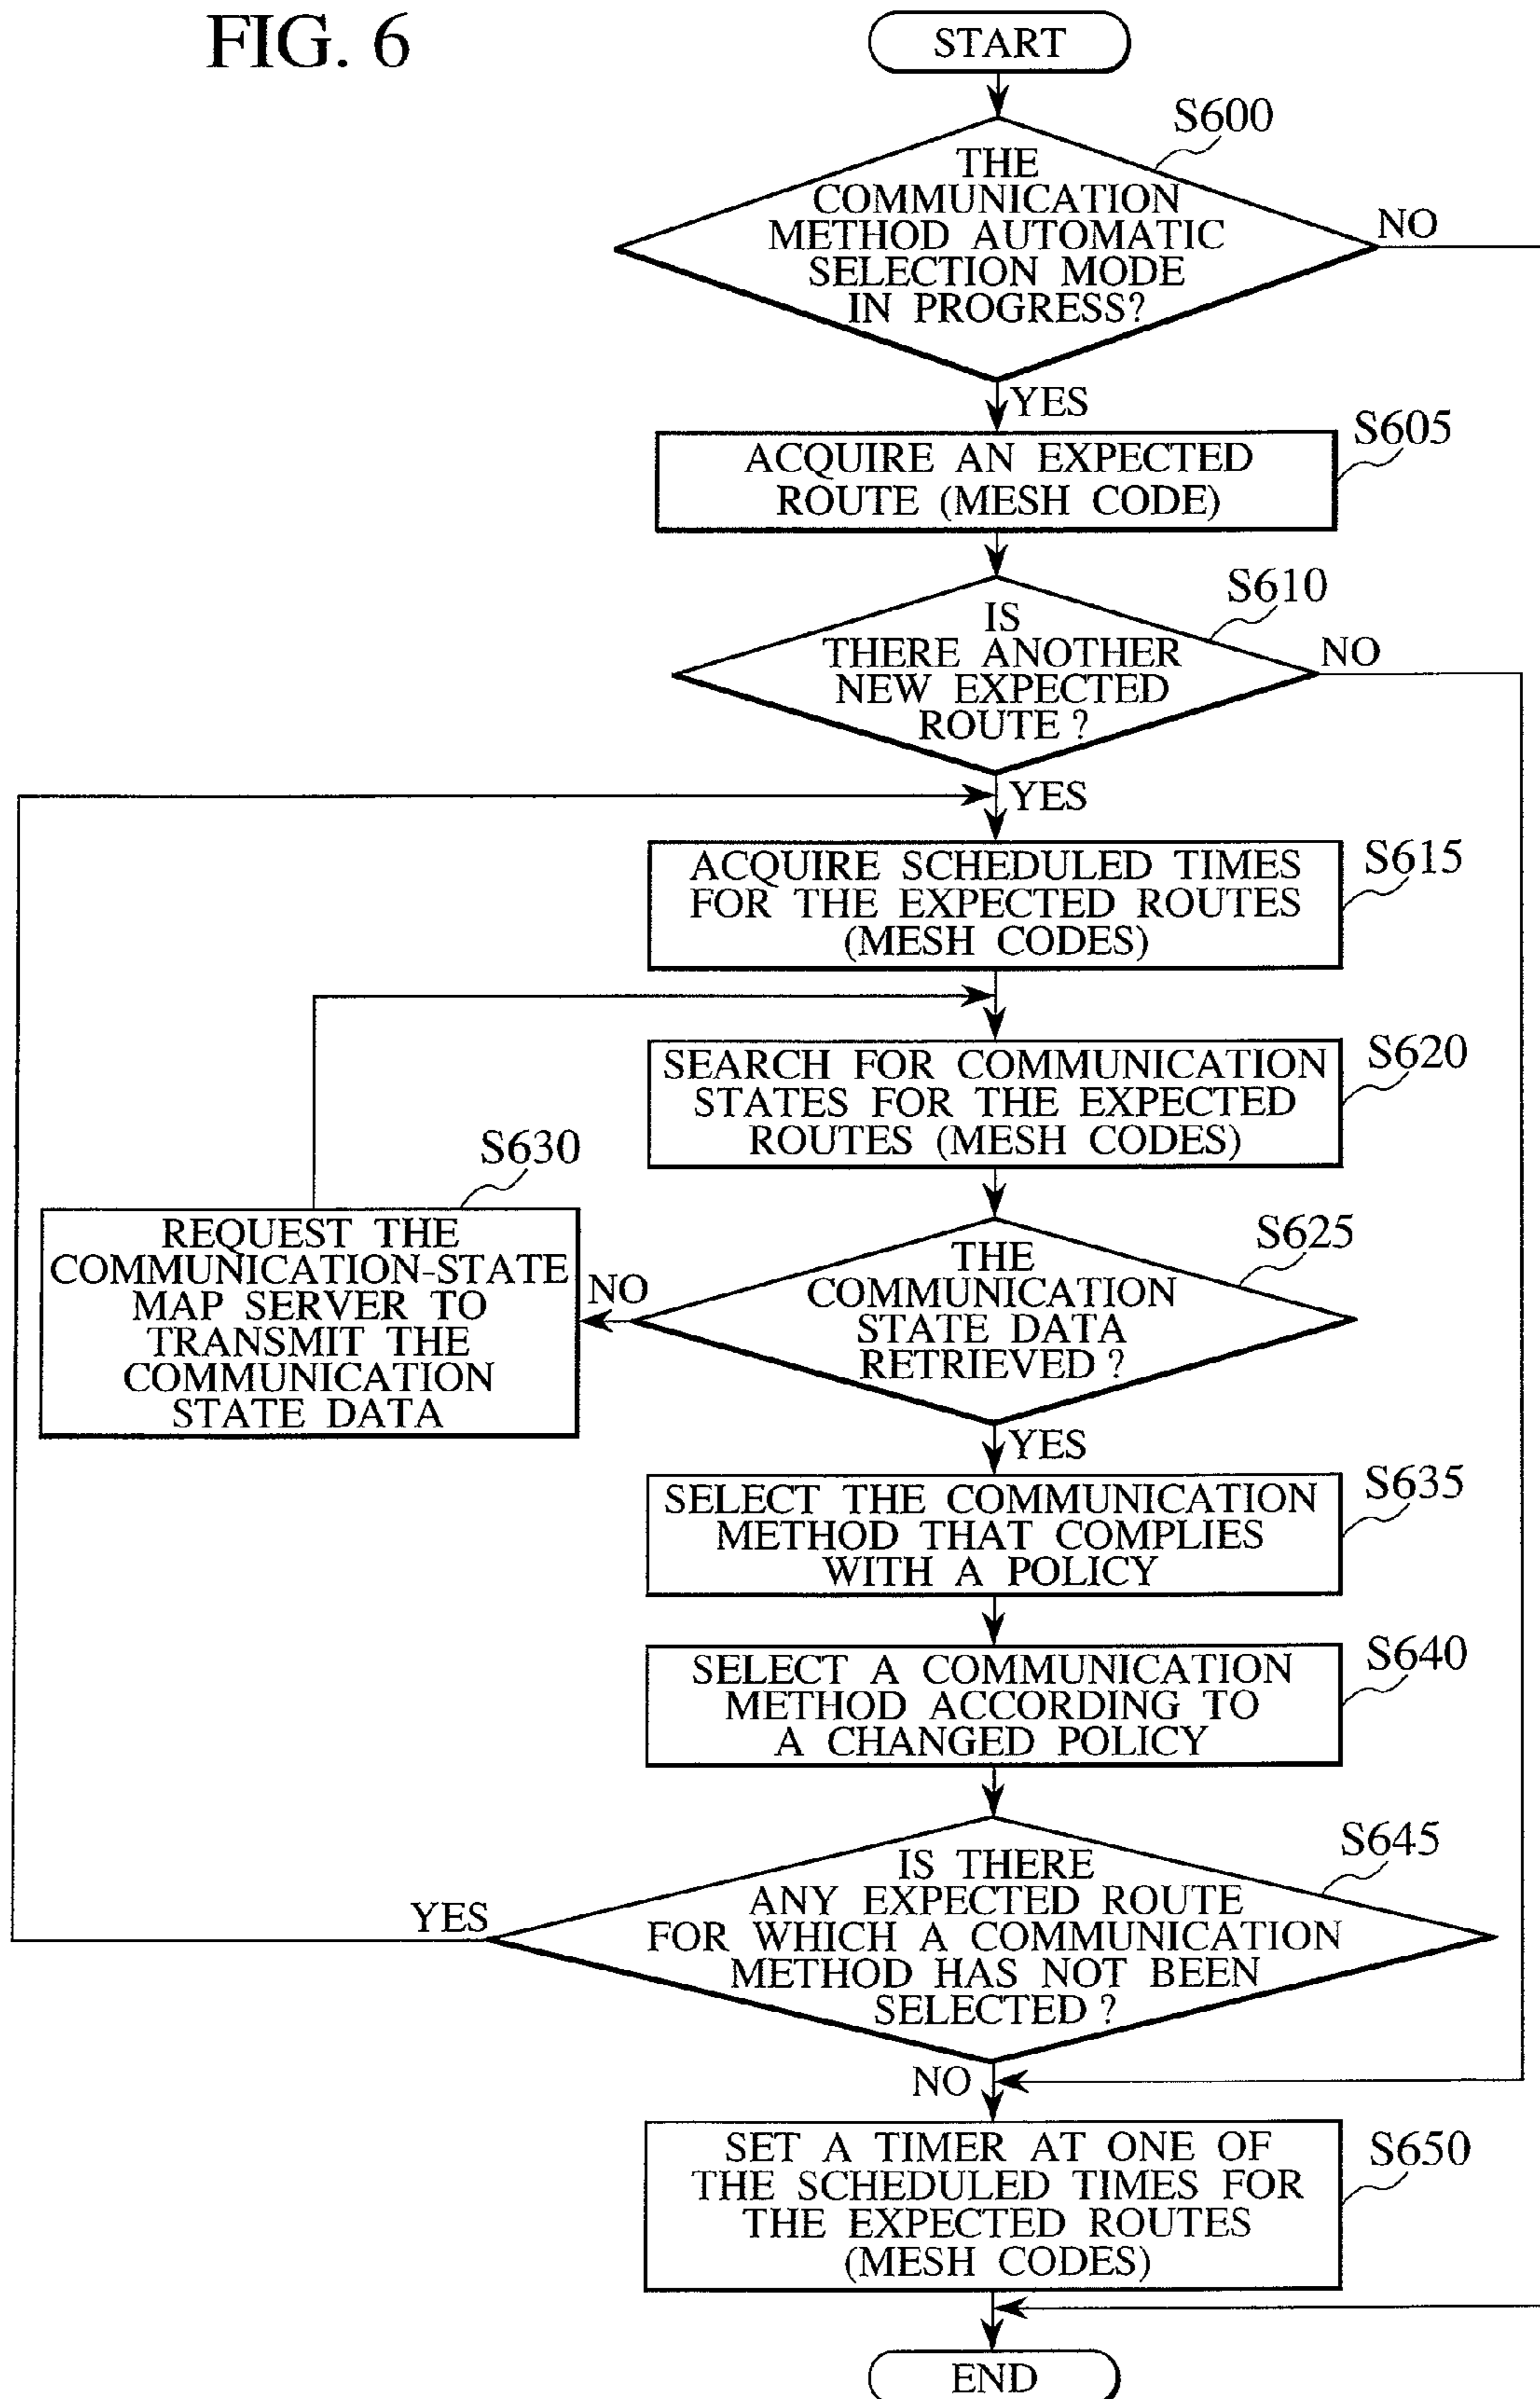 FIG. 6
START
S600
THE
COMMUNICATION
METHOD AUTOMATIC
SELECTION MODE
IN PROGRESS?
NO
YES
S605
ACQUIRE AN EXPECTED
ROUTE (MESH CODE)
S610
IS
THERE ANOTHER
NEW EXPECTED
ROUTE ?
NO
YES
S615
ACQUIRE SCHEDULED TIMES
FOR THE EXPECTED ROUTES
(MESH CODES)
S620
SEARCH FOR COMMUNICATION
STATES FOR THE EXPECTED
ROUTES (MESH CODES)
S630
REQUEST THE
COMMUNICATION-STATE
MAP SERVER TO
TRANSMIT THE
COMMUNICATION
STATE DATA
NO
S625
THE
COMMUNICATION
STATE DATA
RETRIEVED ?
YES
S635
SELECT THE COMMUNICATION
METHOD THAT COMPLIES
WITH A POLICY
S640
SELECT A COMMUNICATION
METHOD ACCORDING TO
A CHANGED POLICY
S645
IS THERE
ANY EXPECTED ROUTE
FOR WHICH A COMMUNICATION
METHOD HAS NOT BEEN
SELECTED ?
YES
NO
S650
SET A TIMER AT ONE OF
THE SCHEDULED TIMES FOR
THE EXPECTED ROUTES
(MESH CODES)
END